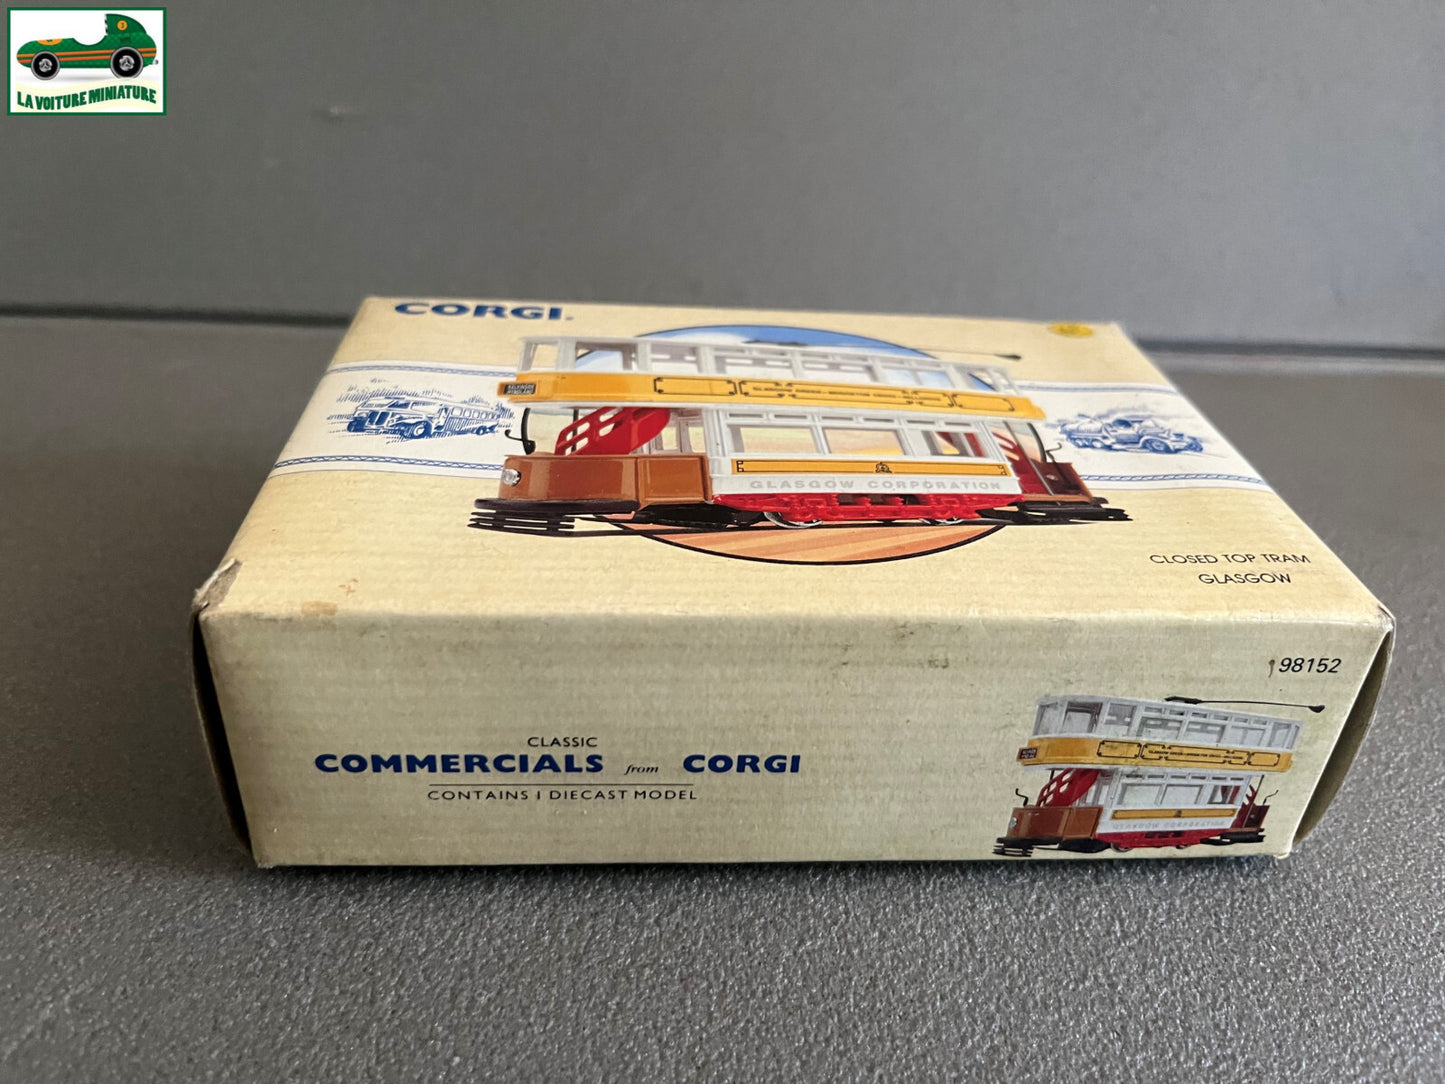 3
LA VOITURE MINIATURE
CORGI
GLASGOW CORPORATION
CLOSED TOP TRAM
GLASGOW
98152
CLASSIC
COMMERCIALS from CORGI
CONTAINS 1 DIECAST MODEL
GLASGOW CORPORATION